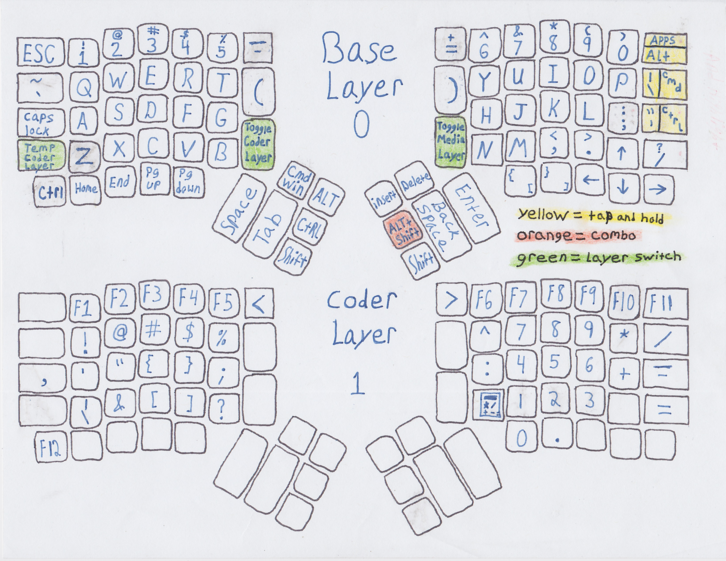 ESC ! 1 @ 2 # 3 $ 4 % 5 -
Base Layer 0
+ = ^ 6 & 7 * 8 ( 9 ) 0 APPS Alt
~ ` Q W E R T (
) Y U I O P | \ Cmd
Caps lock A S D F G Toggle Coder Layer
Toggle Media Layer H J K L : ; " ' Ctrl
Temp Coder Layer Z X C V B
N M < , > . ↑ ? /
Ctrl Home End Pg up Pg down
{ [ } ] ← ↓ →
Cmd win ALT
Space Tab CtRL
Shift
insert Delete
ALT+ Shift Back Space Enter
Shift
yellow = tap and hold
orange = combo
green = layer switch
Coder Layer 1
F1 F2 F3 F4 F5 <
> F6 F7 F8 F9 F10 F11
! @ # $ %
^ 7 8 9 * /
, ' " { } ;
: 4 5 6 + =
\ & [ ] ?
1 2 3 =
F12
0 .